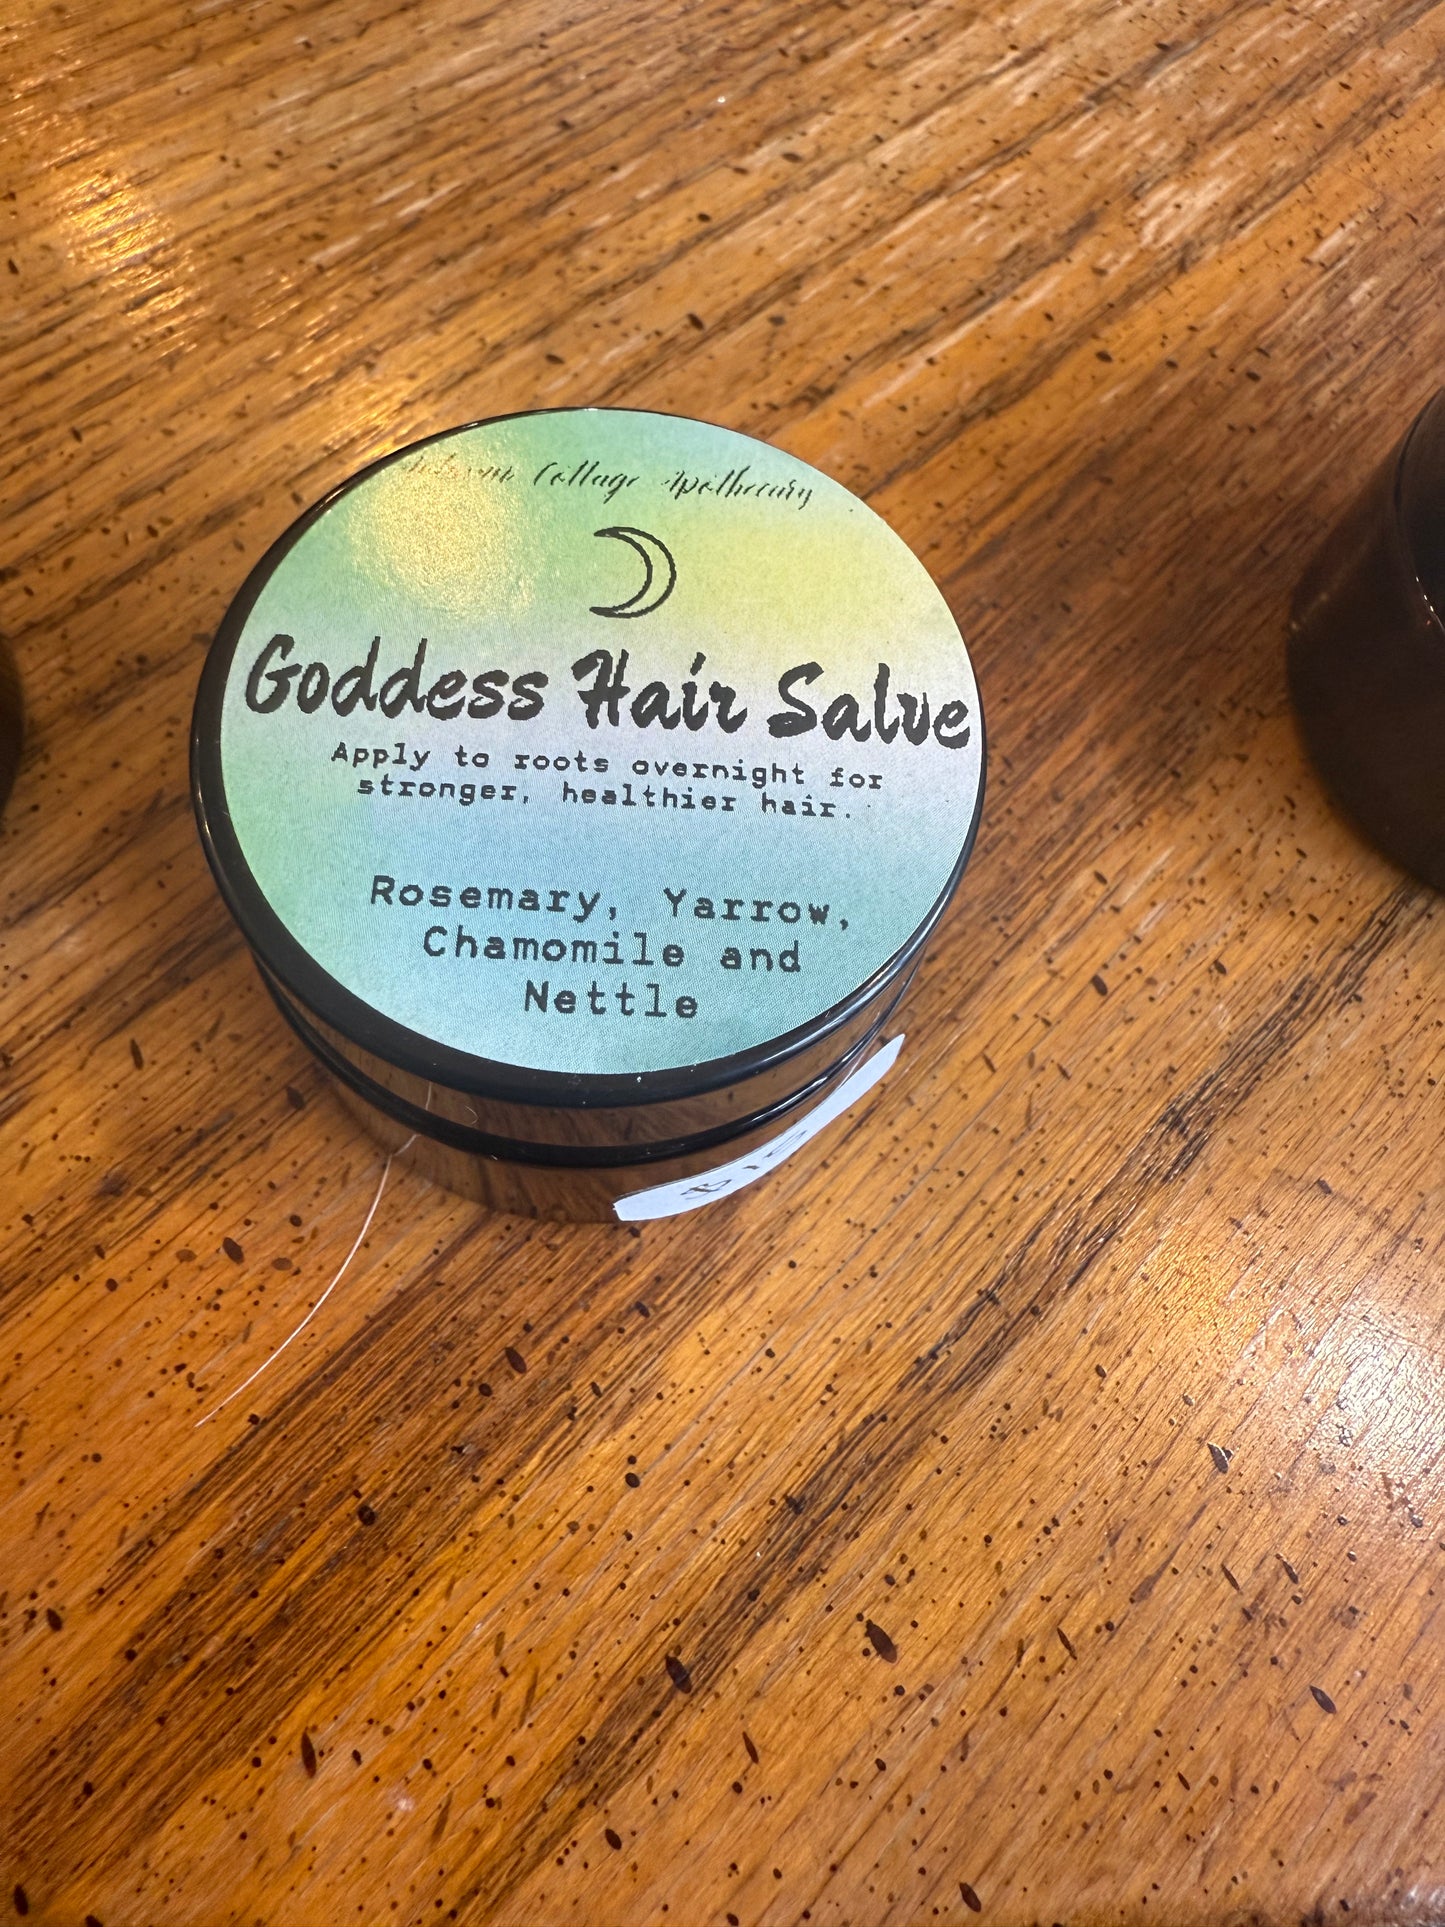 Cottage Apothecary
Goddess Hair Salve
Apply to roots overnight for
stronger, healthier hair.
Rosemary, Yarrow,
Chamomile and
Nettle